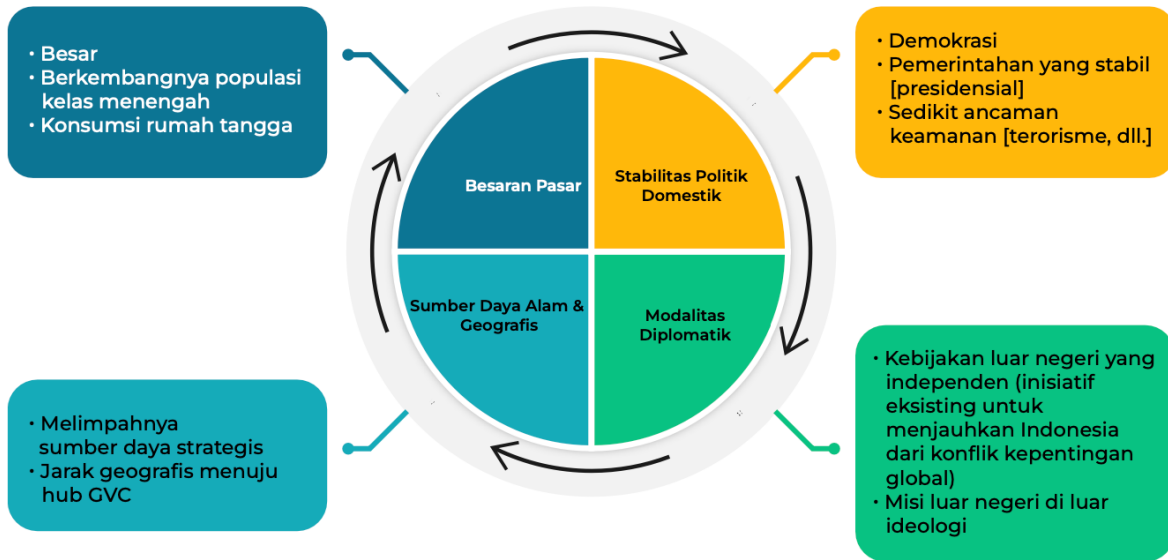 · Besar
· Berkembangnya populasi
kelas menengah
· Konsumsi rumah tangga
· Demokrasi
· Pemerintahan yang stabil
[presidensial]
· Sedikit ancaman
keamanan [terorisme, dll.]
Besaran Pasar
Stabilitas Politik
Domestik
Sumber Daya Alam &
Geografis
Modalitas
Diplomatik
· Melimpahnya
sumber daya strategis
· Jarak geografis menuju
hub GVC
· Kebijakan luar negeri yang
independen (inisiatif
eksisting untuk
menjauhkan Indonesia
dari konflik kepentingan
global)
· Misi luar negeri di luar
ideologi